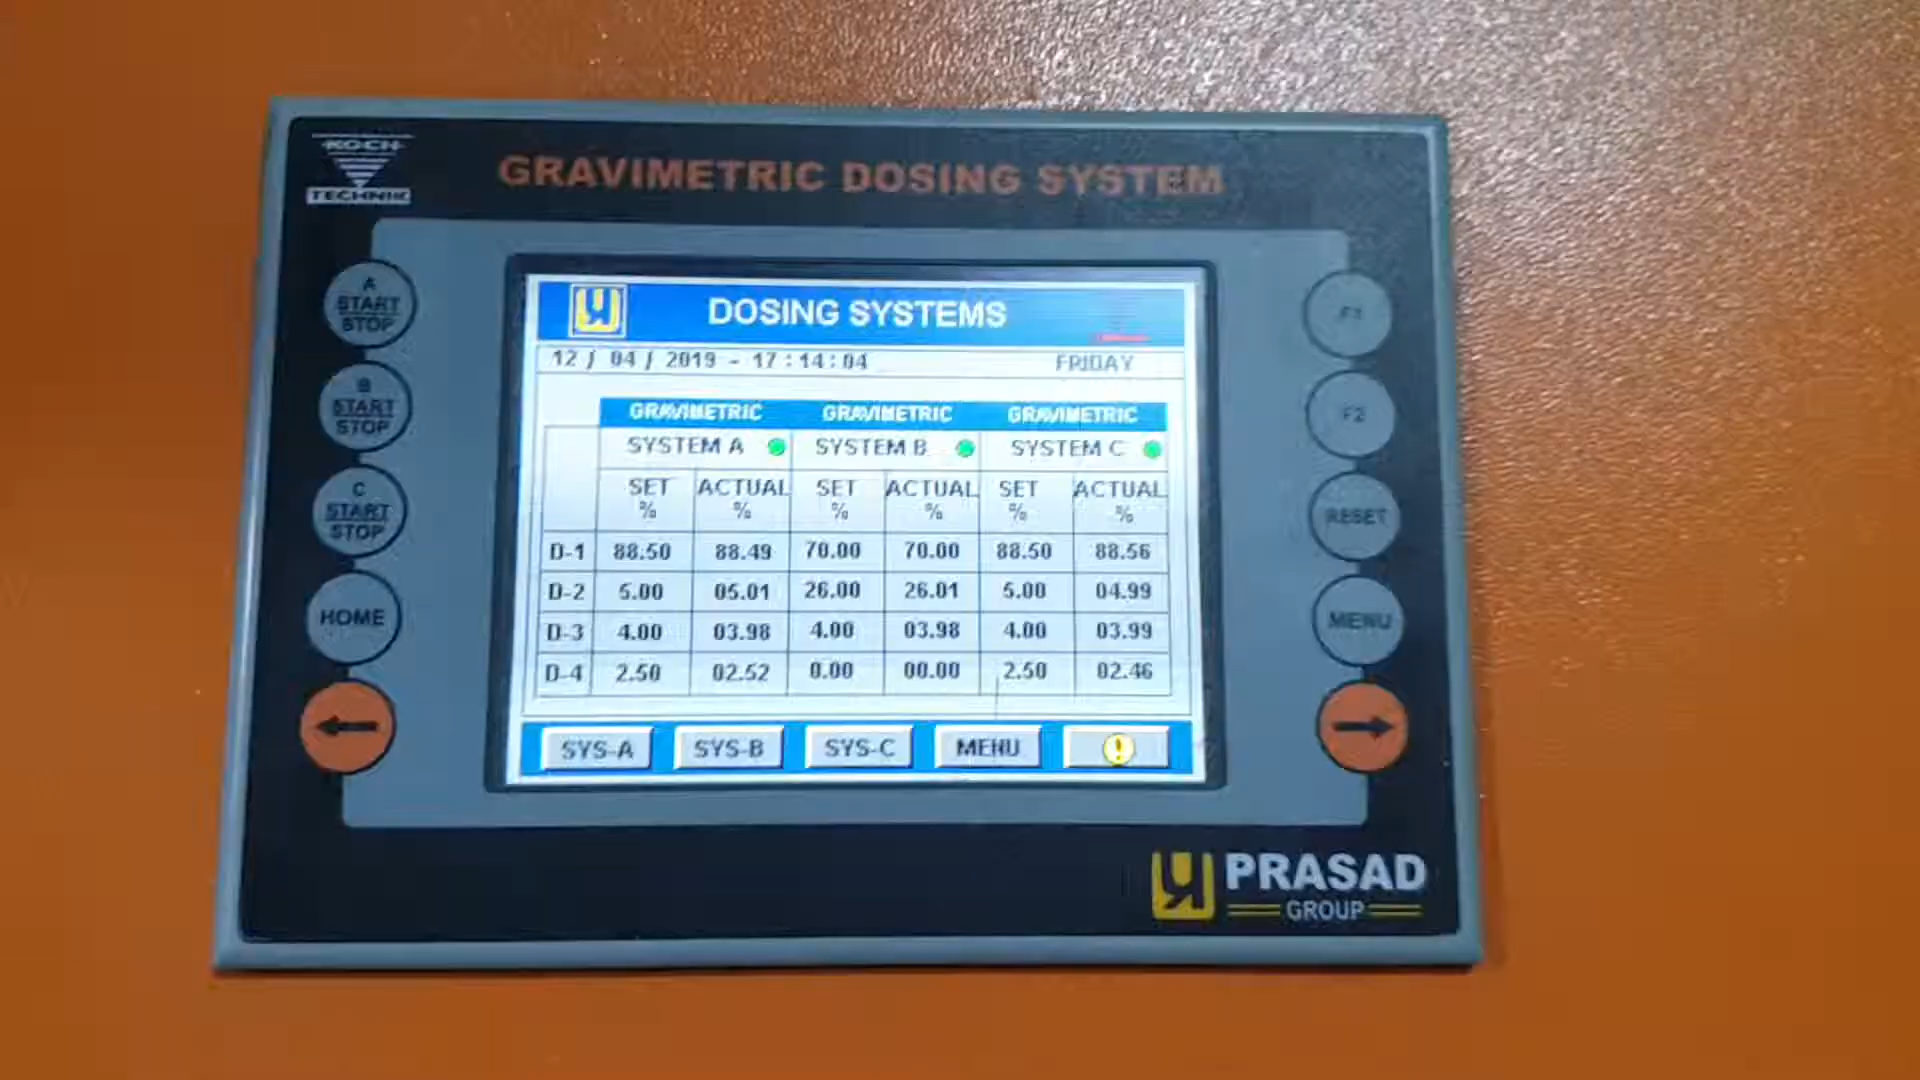 KOCH
TECHNIK
GRAVIMETRIC DOSING SYSTEM
A
START
STOP
B
START
STOP
C
START
STOP
HOME
F1
F2
RESET
MENU
DOSING SYSTEMS
12 / 04 / 2019 - 17 : 14 : 04 FRIDAY
GRAVIMETRIC GRAVIMETRIC GRAVIMETRIC
SYSTEM A SYSTEM B SYSTEM C
SET ACTUAL SET ACTUAL SET ACTUAL
% % % % % %
D-1 88.50 88.49 70.00 70.00 88.50 88.56
D-2 5.00 05.01 26.00 26.01 5.00 04.99
D-3 4.00 03.98 4.00 03.98 4.00 03.99
D-4 2.50 02.52 0.00 00.00 2.50 02.46
SYS-A SYS-B SYS-C MENU !
PRASAD
GROUP